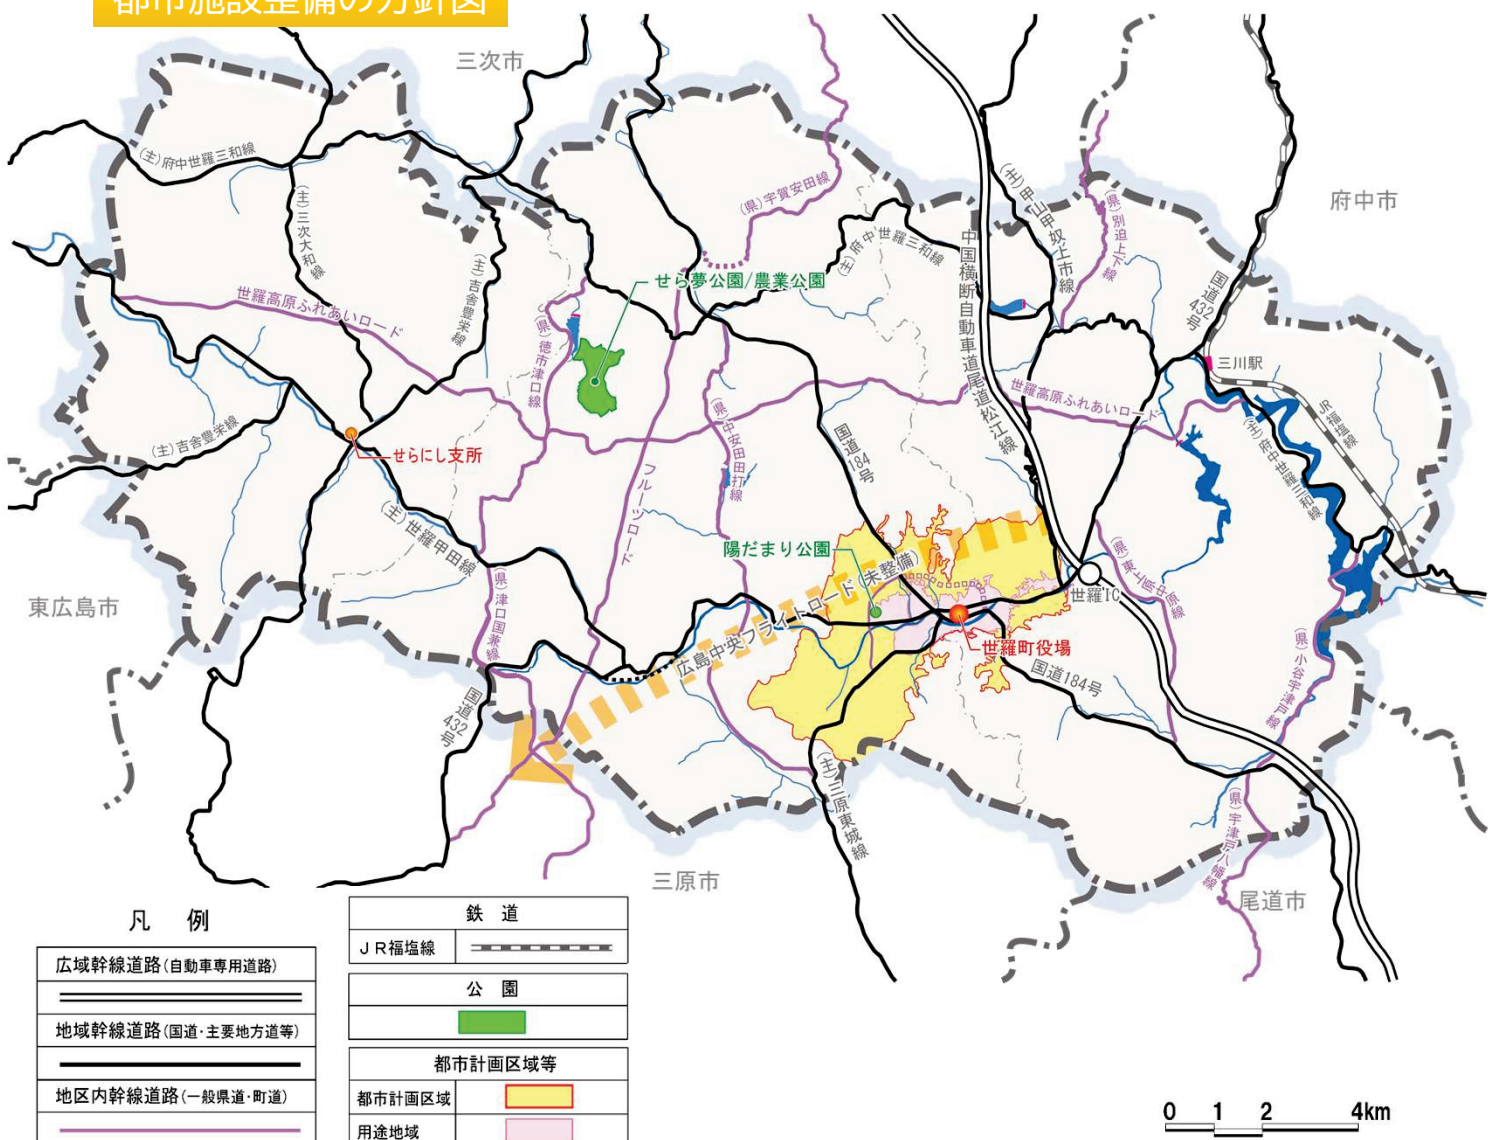 都市施設整備の方針図
三次市
(主)府中世羅三和線
(主)三次大和線
(県)宇賀安田線
(主)甲山甲奴上市線
(県)別迫上下線
府中市
(主)府中世羅三和線
中国横断自動車道尾道松江線
国道432号
せら夢公園/農業公園
世羅高原ふれあいロード
(主)吉舎豊栄線
(県)徳市津口線
三川駅
JR福塩線
世羅高原ふれあいロード
(県)中安田田打線
国道184号
(主)吉舎豊栄線
せらにし支所
フルーツロード
(主)府中世羅三和線
(主)世羅甲田線
陽だまり公園
(県)東上原中原線
世羅IC
東広島市
(県)津口国兼線
広島中央フライトロード(未整備)
世羅町役場
国道184号
(県)小谷宇津戸線
国道432号
(主)三原東城線
(県)宇津戸八幡線
三原市
尾道市
凡 例
広域幹線道路(自動車専用道路)
地域幹線道路(国道・主要地方道等)
地区内幹線道路(一般県道・町道)
鉄 道
JR福塩線
公 園
都市計画区域等
都市計画区域
用途地域
0 1 2 4km